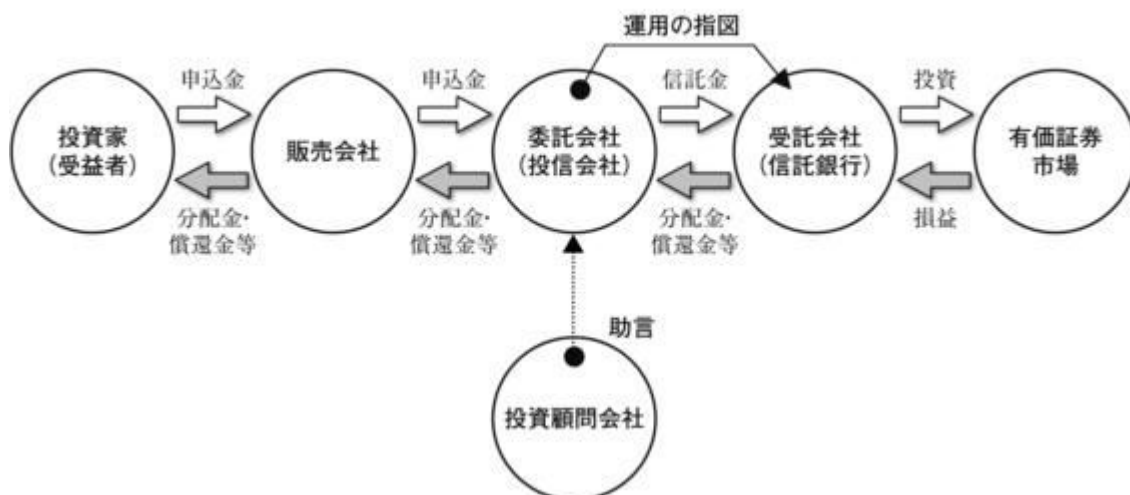 運用の指図
申込金
申込金
信託金
投資
投資家
(受益者)
販売会社
委託会社
(投信会社)
受託会社
(信託銀行)
有価証券
市場
分配金・
償還金等
分配金・
償還金等
分配金・
償還金等
損益
助言
投資顧問会社